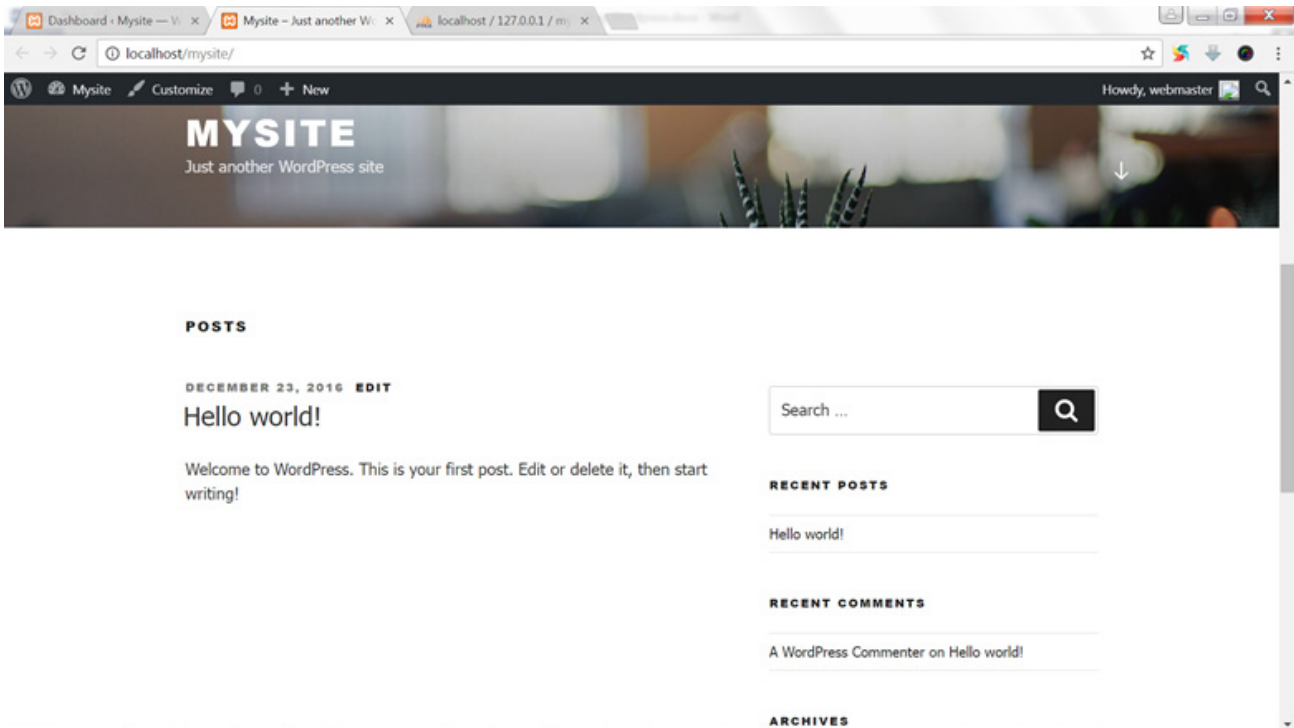 Dashboard ‹ Mysite — W
Mysite – Just another Wo
localhost / 127.0.0.1 / my
localhost/mysite/
Mysite Customize 0 New
Howdy, webmaster
MYSITE
Just another WordPress site
POSTS
DECEMBER 23, 2016 EDIT
Hello world!
Welcome to WordPress. This is your first post. Edit or delete it, then start
writing!
Search ...
RECENT POSTS
Hello world!
RECENT COMMENTS
A WordPress Commenter on Hello world!
ARCHIVES